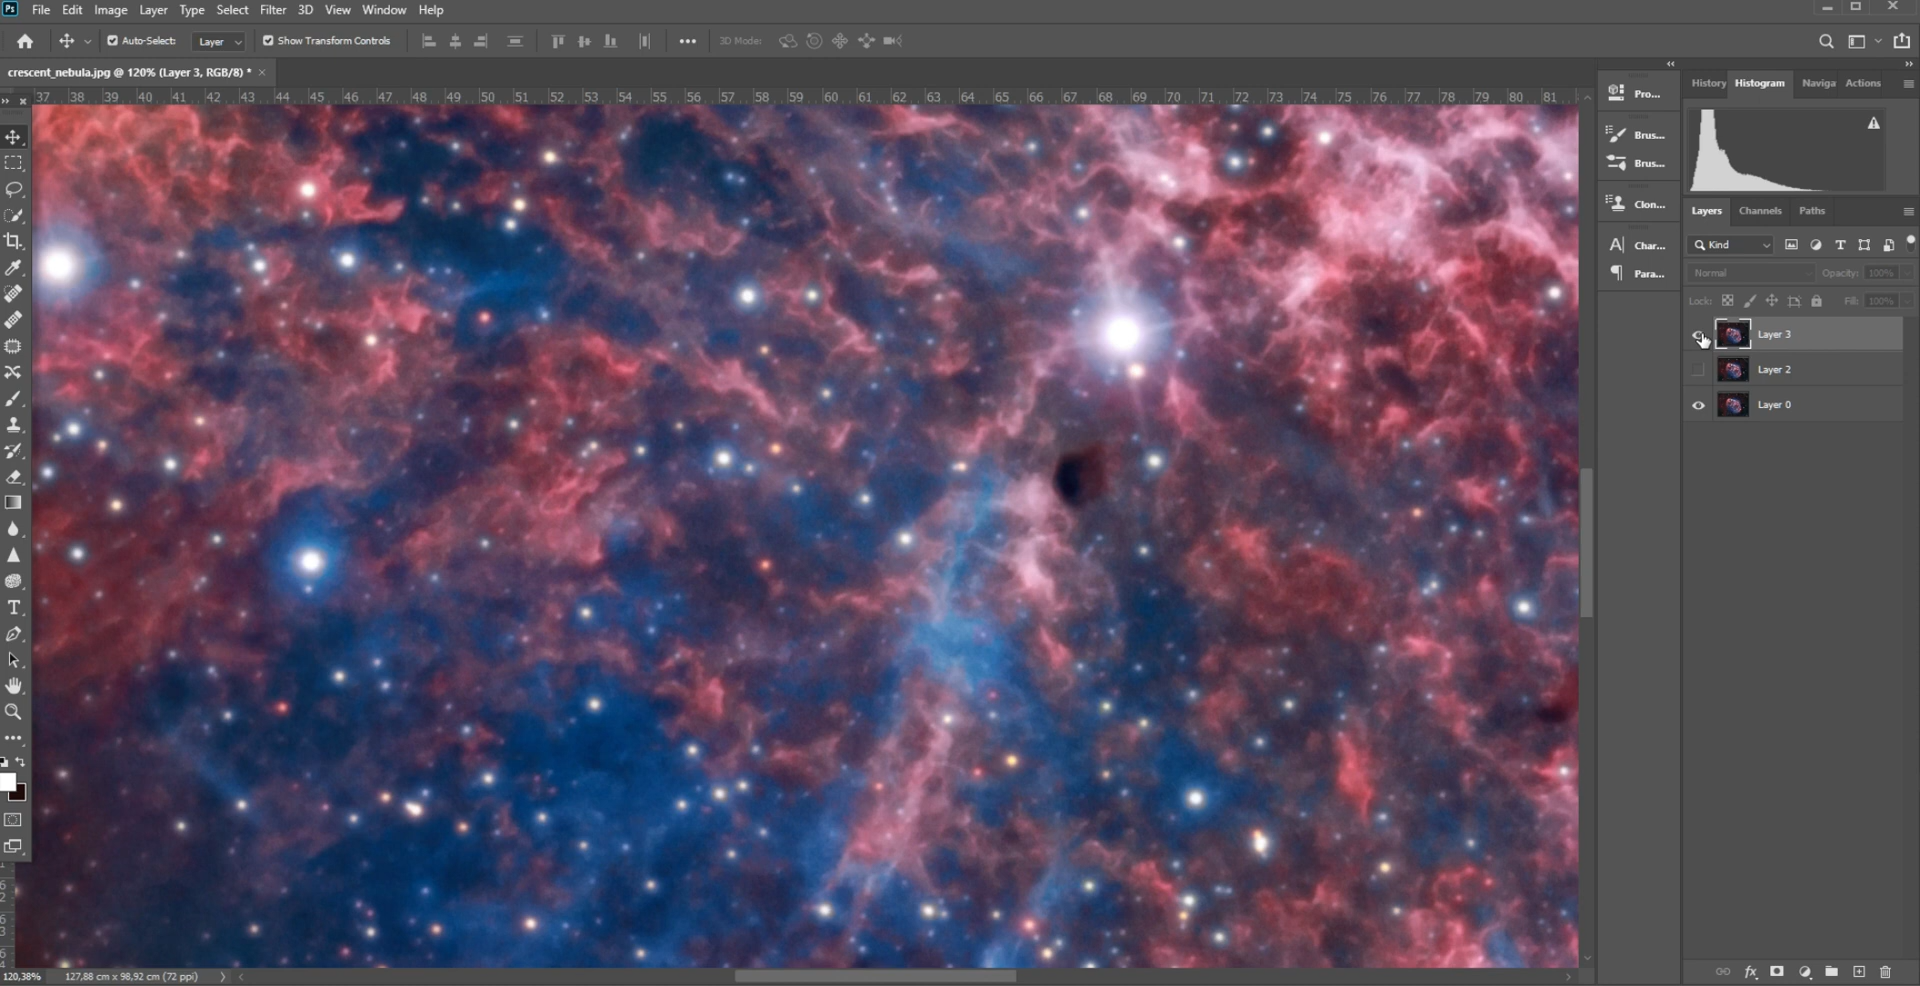 Ps File Edit Image Layer Type Select Filter 3D View Window Help
Auto-Select: Layer Show Transform Controls 3D Mode:
crescent_nebula.jpg @ 120% (Layer 3, RGB/8) *
37 38 39 40 41 42 43 44 45 46 47 48 49 50 51 52 53 54 55 56 57 58 59 60 61 62 63 64 65 66 67 68 69 70 71 72 73 74 75 76 77 78 79 80 81
Pro...
Brus...
Brus...
Clon...
Char...
Para...
History Histogram Naviga Actions
Layers Channels Paths
Kind
Normal Opacity: 100%
Lock: Fill: 100%
Layer 3
Layer 2
Layer 0
120,38% 127,88 cm x 98,92 cm (72 ppi)